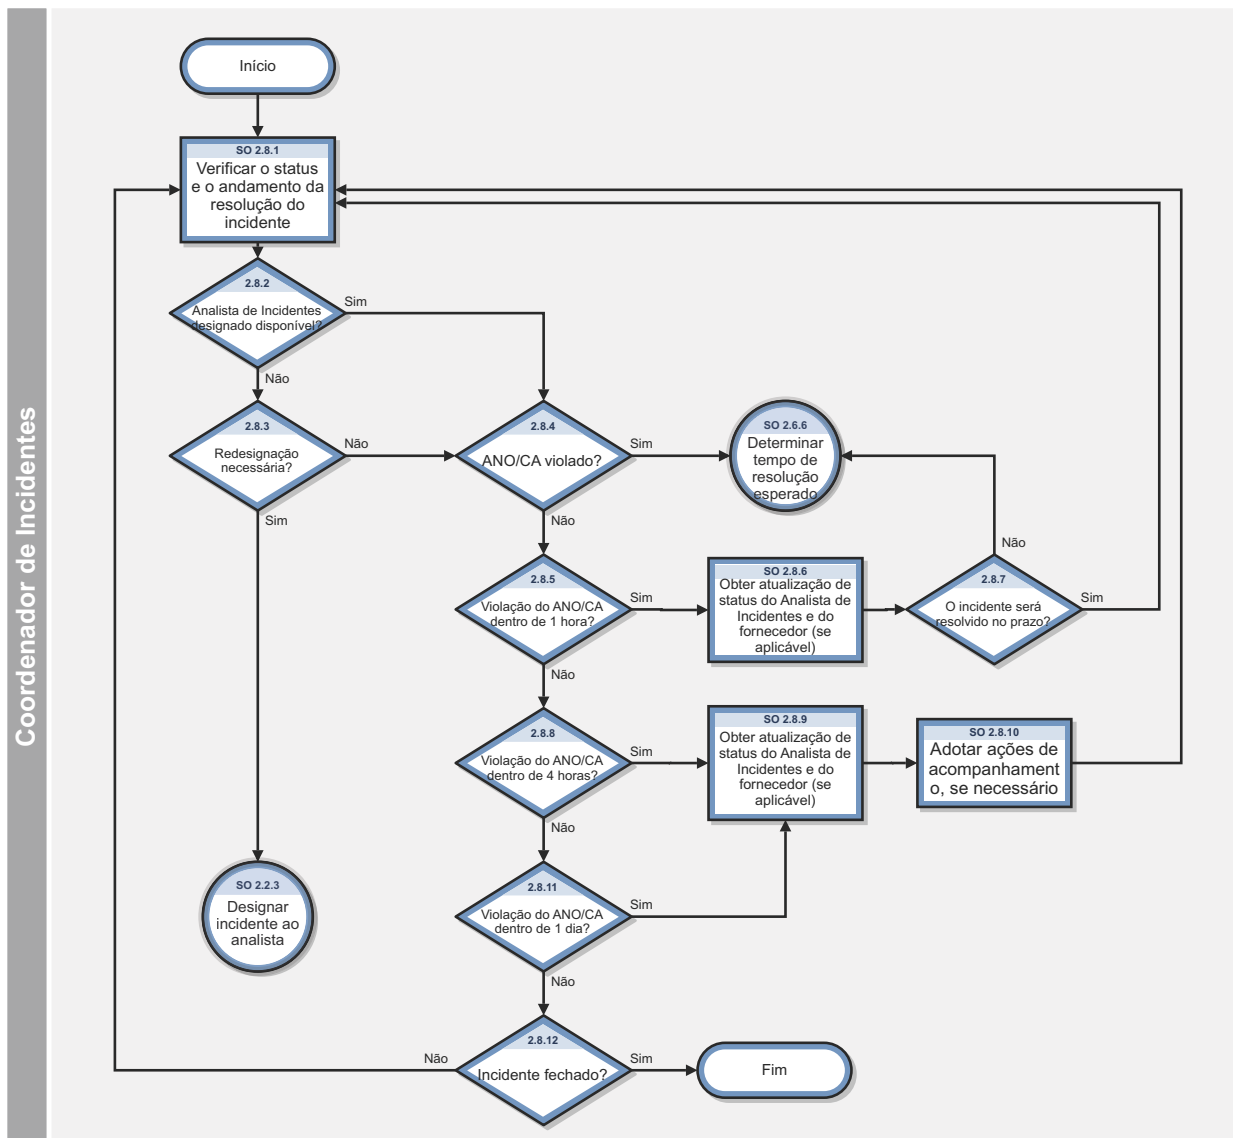 Coordenador de Incidentes
Início
SO 2.8.1
Verificar o status
e o andamento da
resolução do
incidente
2.8.2
Analista de Incidentes
designado disponível?
Sim
Não
2.8.3
Redesignação
necessária?
Não
Sim
2.8.4
ANO/CA violado?
Sim
Não
SO 2.6.6
Determinar
tempo de
resolução
esperado
2.8.5
Violação do ANO/CA
dentro de 1 hora?
Sim
Não
SO 2.8.6
Obter atualização de
status do Analista de
Incidentes e do
fornecedor (se
aplicável)
2.8.7
O incidente será
resolvido no prazo?
Não
Sim
2.8.8
Violação do ANO/CA
dentro de 4 horas?
Sim
Não
SO 2.8.9
Obter atualização de
status do Analista de
Incidentes e do
fornecedor (se
aplicável)
SO 2.8.10
Adotar ações de
acompanhament
o, se necessário
SO 2.2.3
Designar
incidente ao
analista
2.8.11
Violação do ANO/CA
dentro de 1 dia?
Sim
Não
2.8.12
Incidente fechado?
Não
Sim
Fim